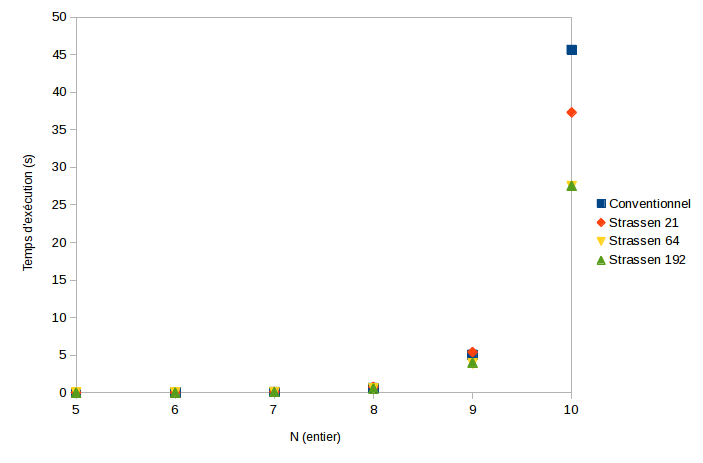 50
45
40
35
30
25
20
15
10
5
0
Temps d'exécution (s)
5 6 7 8 9 10
N (entier)
Conventionnel
Strassen 21
Strassen 64
Strassen 192